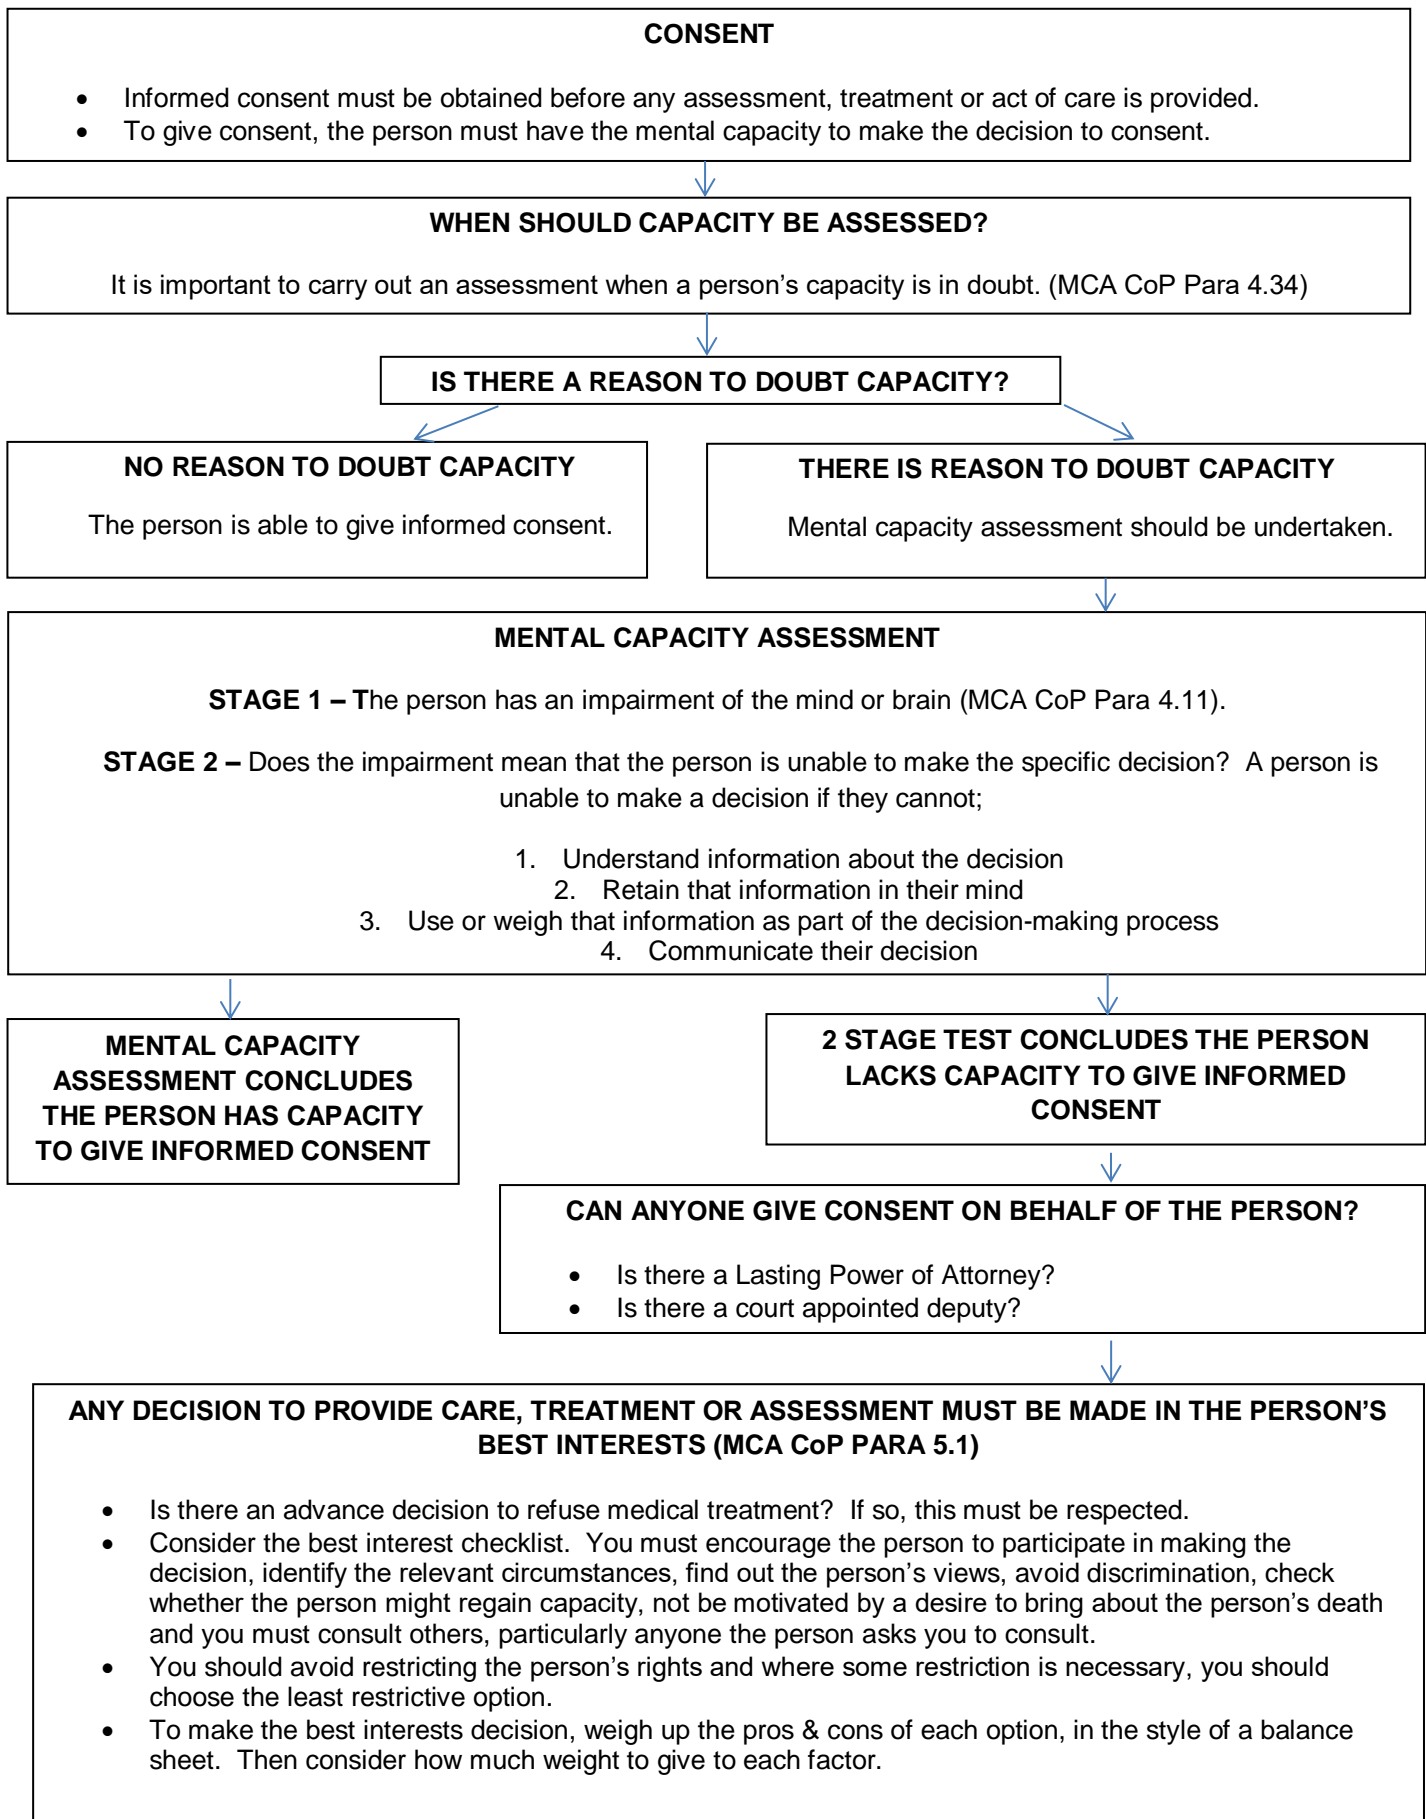 CONSENT
• Informed consent must be obtained before any assessment, treatment or act of care is provided.
• To give consent, the person must have the mental capacity to make the decision to consent.
WHEN SHOULD CAPACITY BE ASSESSED?
It is important to carry out an assessment when a person's capacity is in doubt. (MCA CoP Para 4.34)
IS THERE A REASON TO DOUBT CAPACITY?
NO REASON TO DOUBT CAPACITY
The person is able to give informed consent.
THERE IS REASON TO DOUBT CAPACITY
Mental capacity assessment should be undertaken.
MENTAL CAPACITY ASSESSMENT
STAGE 1 – The person has an impairment of the mind or brain (MCA CoP Para 4.11).
STAGE 2 – Does the impairment mean that the person is unable to make the specific decision? A person is
unable to make a decision if they cannot;
1. Understand information about the decision
2. Retain that information in their mind
3. Use or weigh that information as part of the decision-making process
4. Communicate their decision
MENTAL CAPACITY
ASSESSMENT CONCLUDES
THE PERSON HAS CAPACITY
TO GIVE INFORMED CONSENT
2 STAGE TEST CONCLUDES THE PERSON
LACKS CAPACITY TO GIVE INFORMED
CONSENT
CAN ANYONE GIVE CONSENT ON BEHALF OF THE PERSON?
• Is there a Lasting Power of Attorney?
• Is there a court appointed deputy?
ANY DECISION TO PROVIDE CARE, TREATMENT OR ASSESSMENT MUST BE MADE IN THE PERSON'S
BEST INTERESTS (MCA CoP PARA 5.1)
• Is there an advance decision to refuse medical treatment? If so, this must be respected.
• Consider the best interest checklist. You must encourage the person to participate in making the
decision, identify the relevant circumstances, find out the person's views, avoid discrimination, check
whether the person might regain capacity, not be motivated by a desire to bring about the person's death
and you must consult others, particularly anyone the person asks you to consult.
• You should avoid restricting the person's rights and where some restriction is necessary, you should
choose the least restrictive option.
• To make the best interests decision, weigh up the pros & cons of each option, in the style of a balance
sheet. Then consider how much weight to give to each factor.